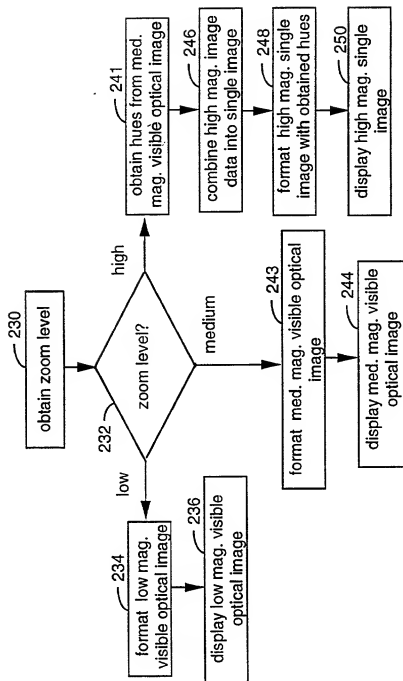 230
obtain zoom level
232
zoom level?
low
high
medium
234
format low mag.
visible optical image
236
display low mag. visible
optical image
243
format med. mag. visible optical
image
244
display med. mag. visible
optical image
241
obtain hues from med.
mag. visible optical image
246
combine high mag. image
data into single image
248
format high mag. single
image with obtained hues
250
display high mag. single
image